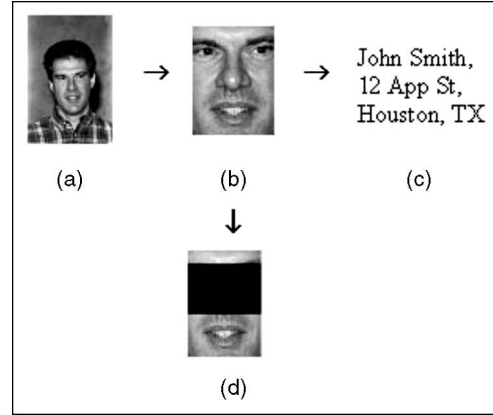 John Smith,
12 App St,
Houston, TX
(a)
(b)
(c)
(d)